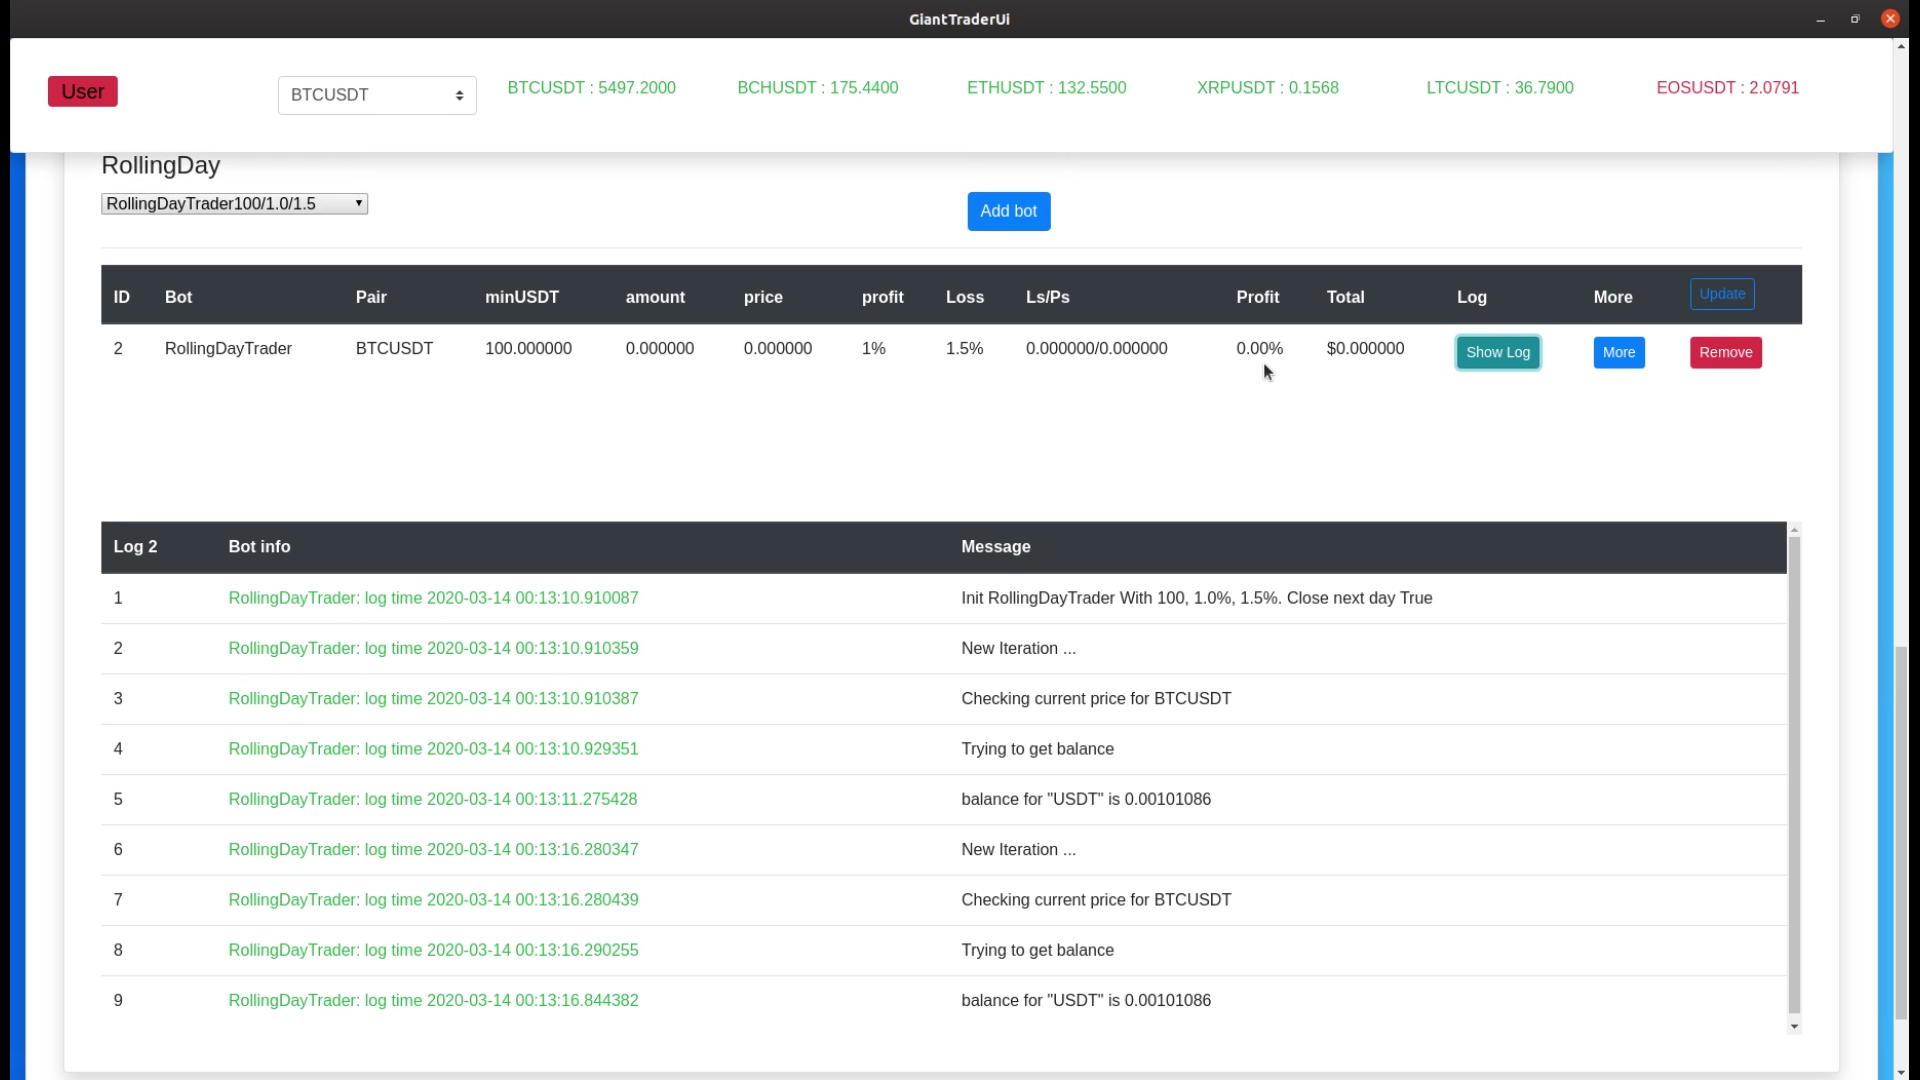 GiantTraderUi
User
BTCUSDT
BTCUSDT : 5497.2000
BCHUSDT : 175.4400
ETHUSDT : 132.5500
XRPUSDT : 0.1568
LTCUSDT : 36.7900
EOSUSDT : 2.0791
RollingDay
RollingDayTrader100/1.0/1.5
Add bot
ID Bot Pair minUSDT amount price profit Loss Ls/Ps Profit Total Log More Update
2 RollingDayTrader BTCUSDT 100.000000 0.000000 0.000000 1% 1.5% 0.000000/0.000000 0.00% $0.000000 Show Log More Remove
Log 2 Bot info Message
1 RollingDayTrader: log time 2020-03-14 00:13:10.910087 Init RollingDayTrader With 100, 1.0%, 1.5%. Close next day True
2 RollingDayTrader: log time 2020-03-14 00:13:10.910359 New Iteration ...
3 RollingDayTrader: log time 2020-03-14 00:13:10.910387 Checking current price for BTCUSDT
4 RollingDayTrader: log time 2020-03-14 00:13:10.929351 Trying to get balance
5 RollingDayTrader: log time 2020-03-14 00:13:11.275428 balance for "USDT" is 0.00101086
6 RollingDayTrader: log time 2020-03-14 00:13:16.280347 New Iteration ...
7 RollingDayTrader: log time 2020-03-14 00:13:16.280439 Checking current price for BTCUSDT
8 RollingDayTrader: log time 2020-03-14 00:13:16.290255 Trying to get balance
9 RollingDayTrader: log time 2020-03-14 00:13:16.844382 balance for "USDT" is 0.00101086